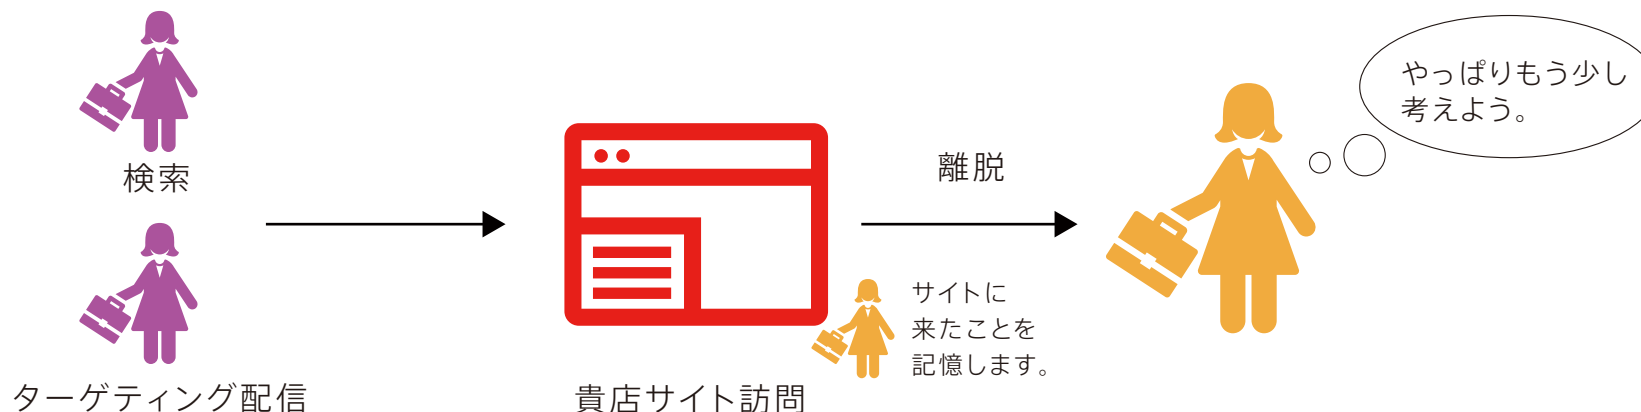 検索
ターゲティング配信
貴店サイト訪問
離脱
サイトに
来たことを
記憶します。
やっぱりもう少し
考えよう。